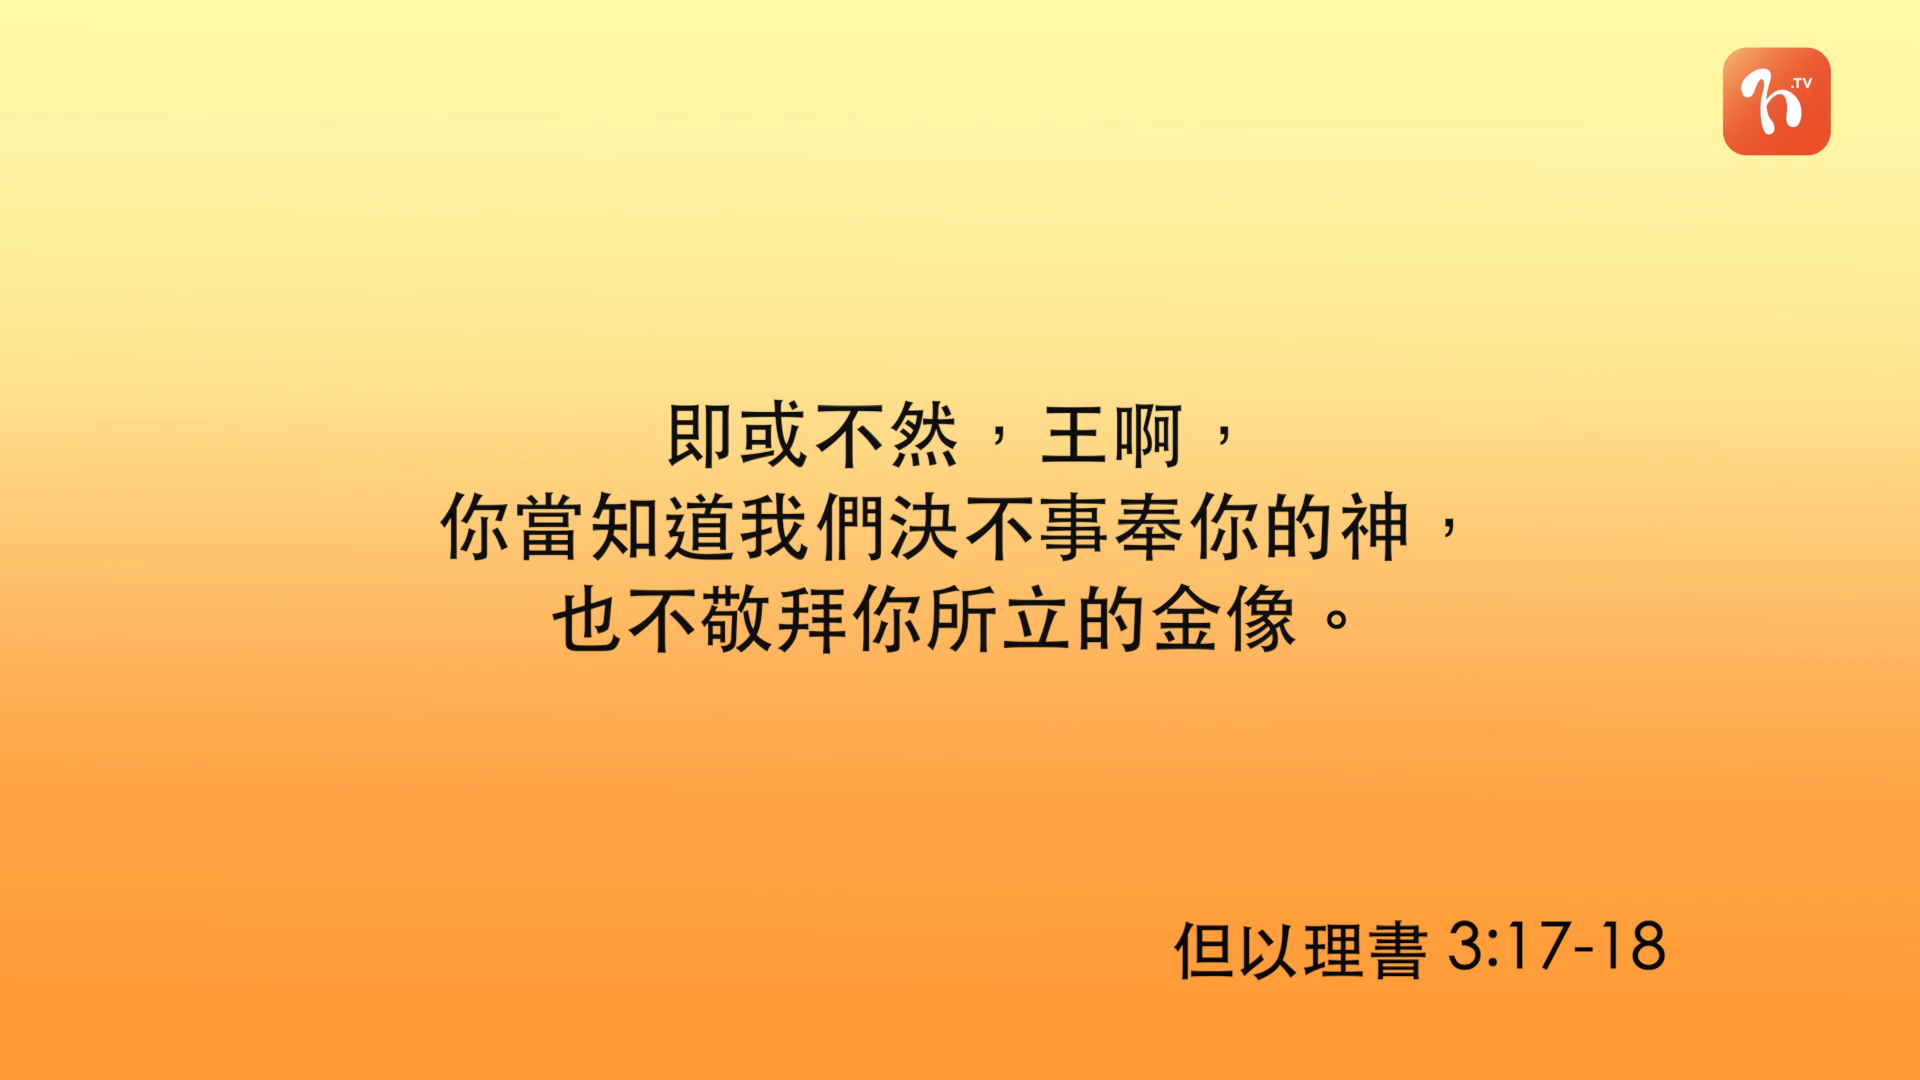 h.TV
即或不然，王啊，
你當知道我們決不事奉你的神，
也不敬拜你所立的金像。
但以理書 3:17-18